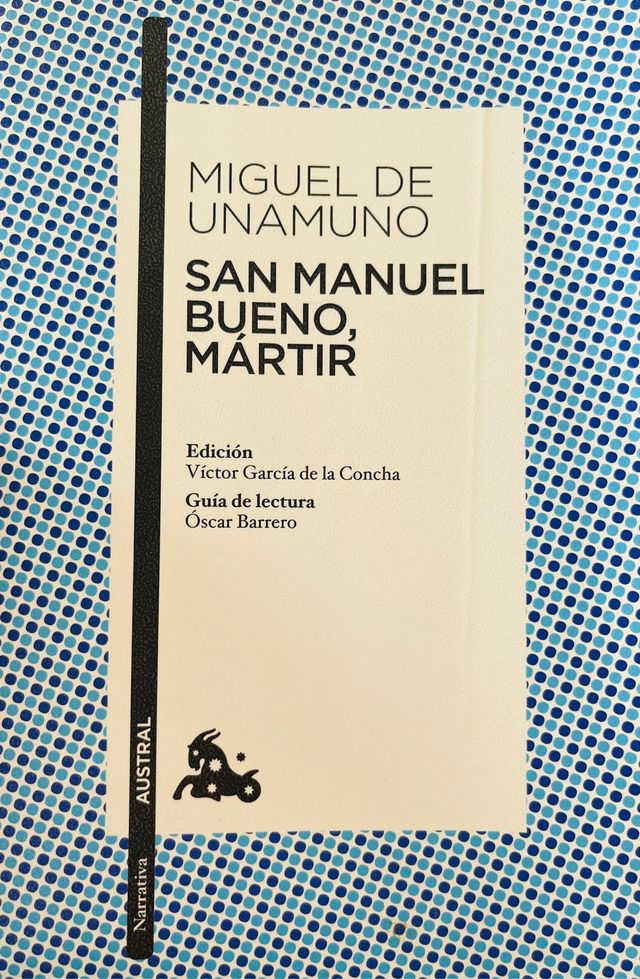 MIGUEL DE
UNAMUNO
SAN MANUEL
BUENO,
MÁRTIR
Edición
Víctor García de la Concha
Guía de lectura
Óscar Barrero
AUSTRAL
Narrativa